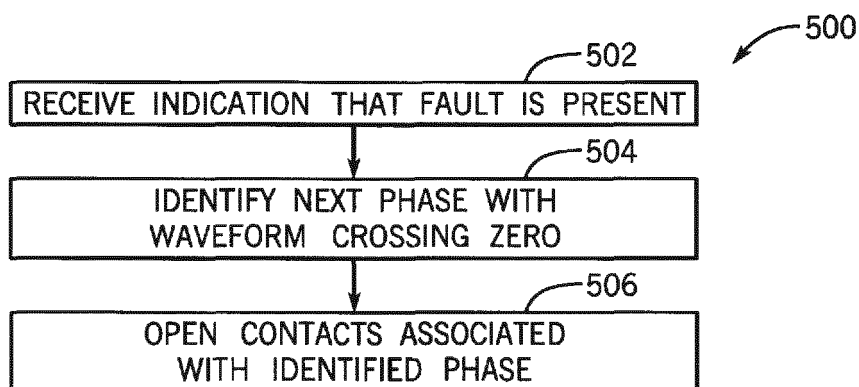 500
502
RECEIVE INDICATION THAT FAULT IS PRESENT
504
IDENTIFY NEXT PHASE WITH
WAVEFORM CROSSING ZERO
506
OPEN CONTACTS ASSOCIATED
WITH IDENTIFIED PHASE